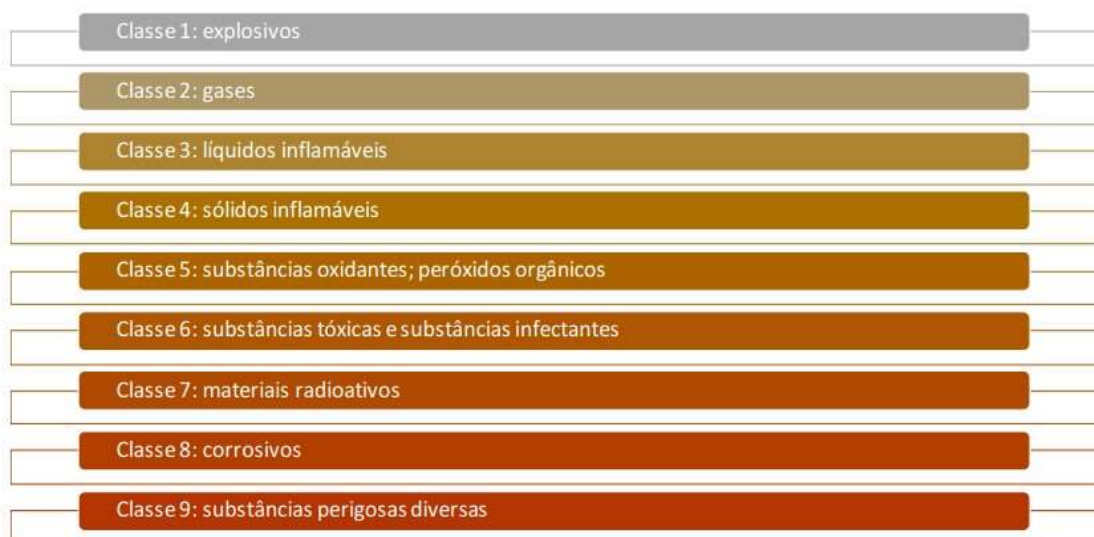 Classe 1: explosivos
Classe 2: gases
Classe 3: líquidos inflamáveis
Classe 4: sólidos inflamáveis
Classe 5: substâncias oxidantes; peróxidos orgânicos
Classe 6: substâncias tóxicas e substâncias infectantes
Classe 7: materiais radioativos
Classe 8: corrosivos
Classe 9: substâncias perigosas diversas